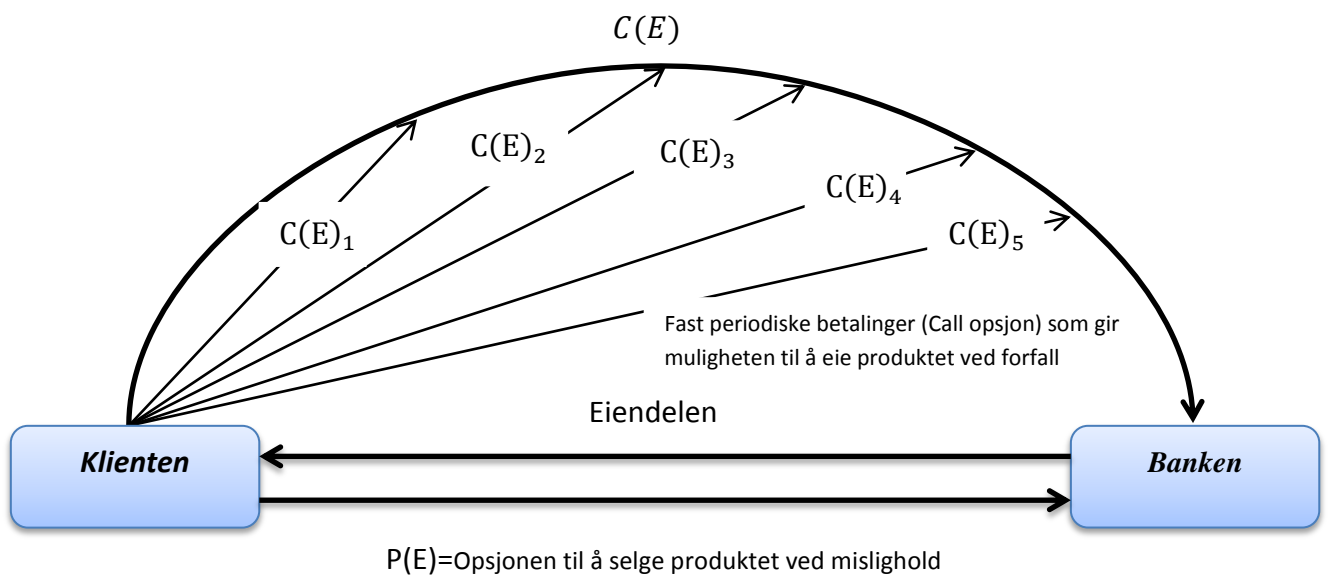 C(E)
C(E)₂
C(E)₃
C(E)₄
C(E)₁
C(E)₅
Fast periodiske betalinger (Call opsjon) som gir
muligheten til å eie produktet ved forfall
Eiendelen
Klienten
Banken
P(E)=Opsjonen til å selge produktet ved mislighold